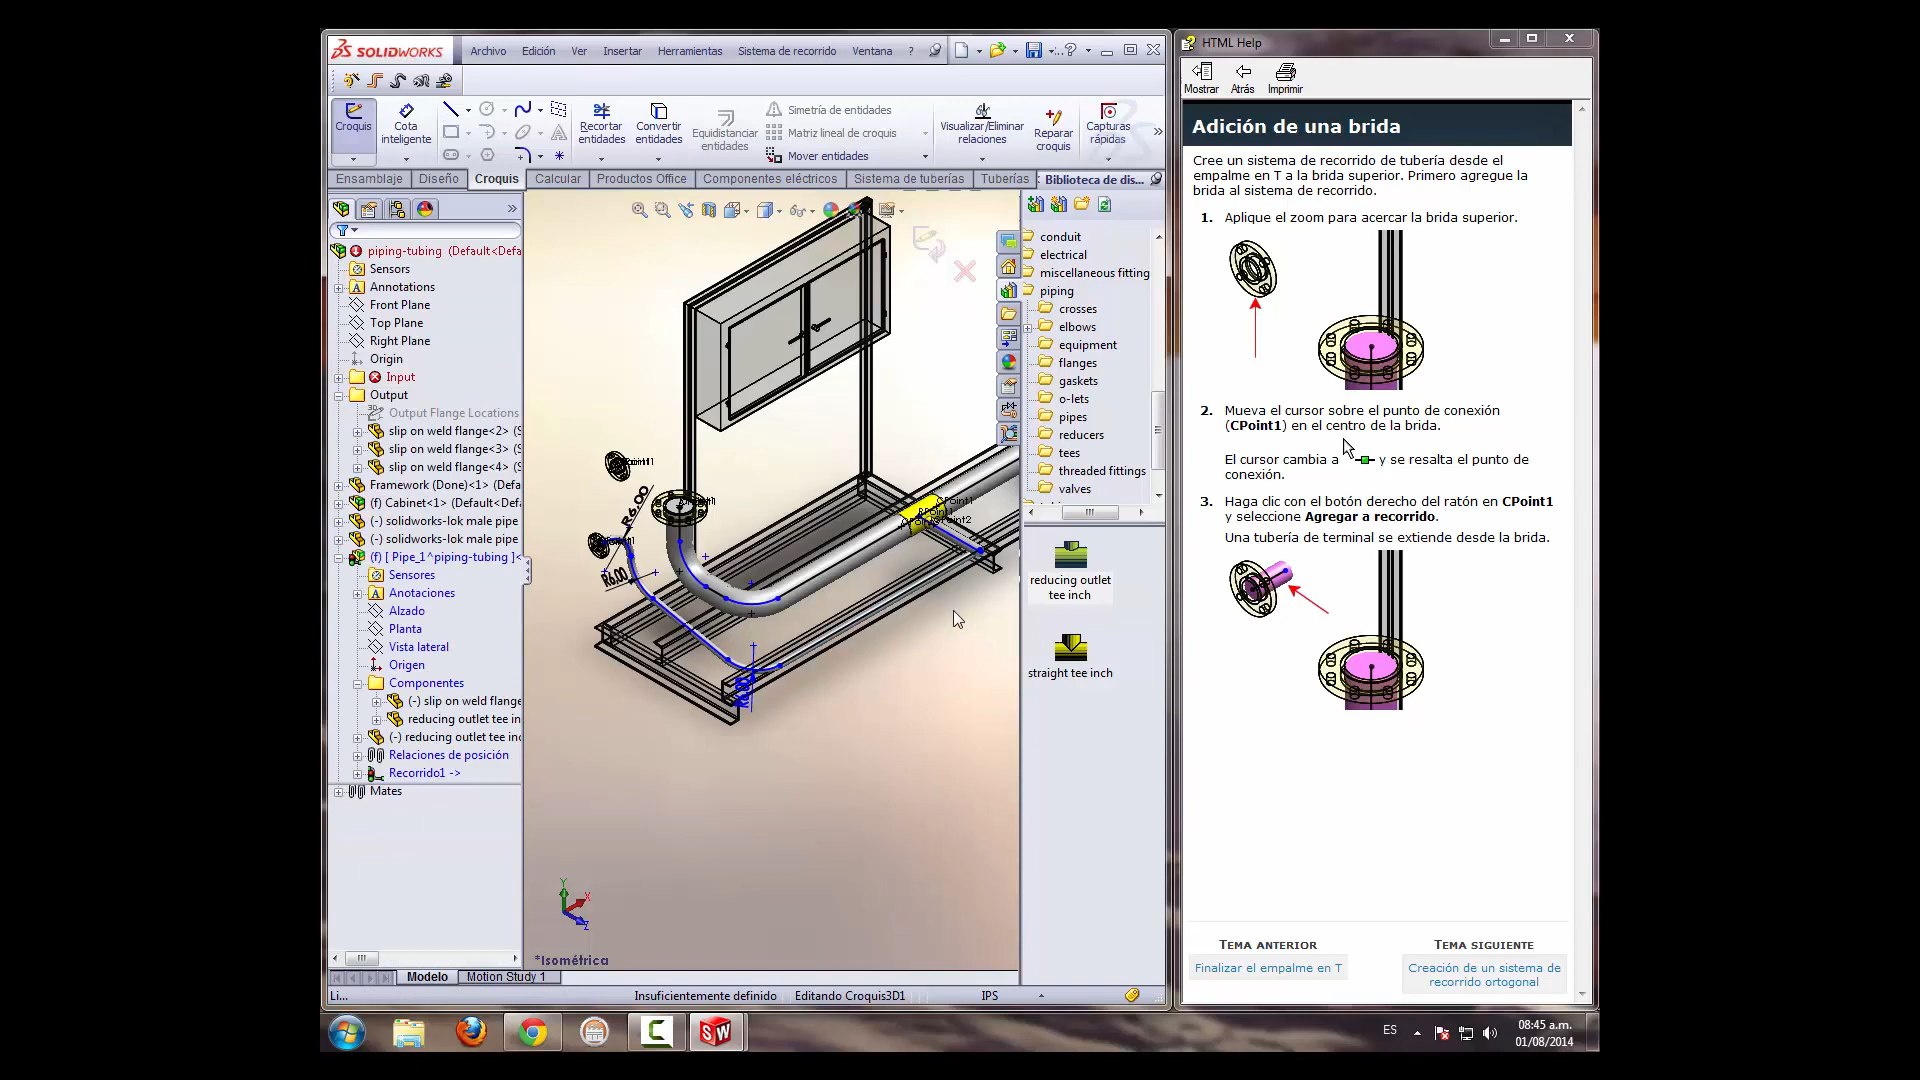 SOLIDWORKS
Archivo Edición Ver Insertar Herramientas Sistema de recorrido Ventana ?
Croquis
Cota inteligente
Recortar entidades
Convertir entidades
Equidistanciar entidades
Simetría de entidades
Matriz lineal de croquis
Mover entidades
Visualizar/Eliminar relaciones
Reparar croquis
Capturas rápidas
Ensamblaje Diseño Croquis Calcular Productos Office Componentes eléctricos Sistema de tuberías Tuberías
Biblioteca de dis...
piping-tubing (Default<Defa
Sensors
Annotations
Front Plane
Top Plane
Right Plane
Origin
Input
Output
Output Flange Locations
slip on weld flange<2> (S
slip on weld flange<3> (S
slip on weld flange<4> (S
Framework (Done)<1> (Defa
(f) Cabinet<1> (Default<Def
(-) solidworks-lok male pipe
(-) solidworks-lok male pipe
(f) [ Pipe_1^piping-tubing ]<
Sensores
Anotaciones
Alzado
Planta
Vista lateral
Origen
Componentes
(-) slip on weld flange
reducing outlet tee in
(-) reducing outlet tee inc
Relaciones de posición
Recorrido1 ->
Mates
R6.00
R6.00
R6.00
CPoint1
RPoint1
CPoint2
*Isométrica
conduit
electrical
miscellaneous fitting
piping
crosses
elbows
equipment
flanges
gaskets
o-lets
pipes
reducers
tees
threaded fittings
valves
reducing outlet tee inch
straight tee inch
Modelo Motion Study 1
Li... Insuficientemente definido Editando Croquis3D1 IPS
HTML Help
Mostrar Atrás Imprimir
Adición de una brida
Cree un sistema de recorrido de tubería desde el
empalme en T a la brida superior. Primero agregue la
brida al sistema de recorrido.
1. Aplique el zoom para acercar la brida superior.
2. Mueva el cursor sobre el punto de conexión
(CPoint1) en el centro de la brida.
El cursor cambia a y se resalta el punto de
conexión.
3. Haga clic con el botón derecho del ratón en CPoint1
y seleccione Agregar a recorrido.
Una tubería de terminal se extiende desde la brida.
TEMA ANTERIOR
Finalizar el empalme en T
TEMA SIGUIENTE
Creación de un sistema de
recorrido ortogonal
ES
08:45 a.m.
01/08/2014